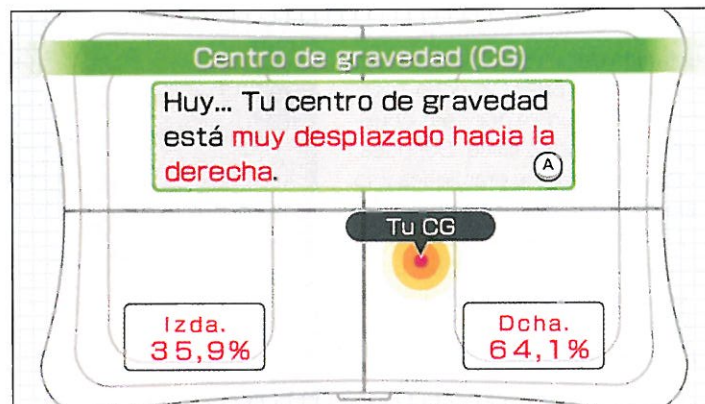 Centro de gravedad (CG)
Huy... Tu centro de gravedad
está muy desplazado hacia la
derecha.
A
Tu CG
Izda.
35,9%
Dcha.
64,1%